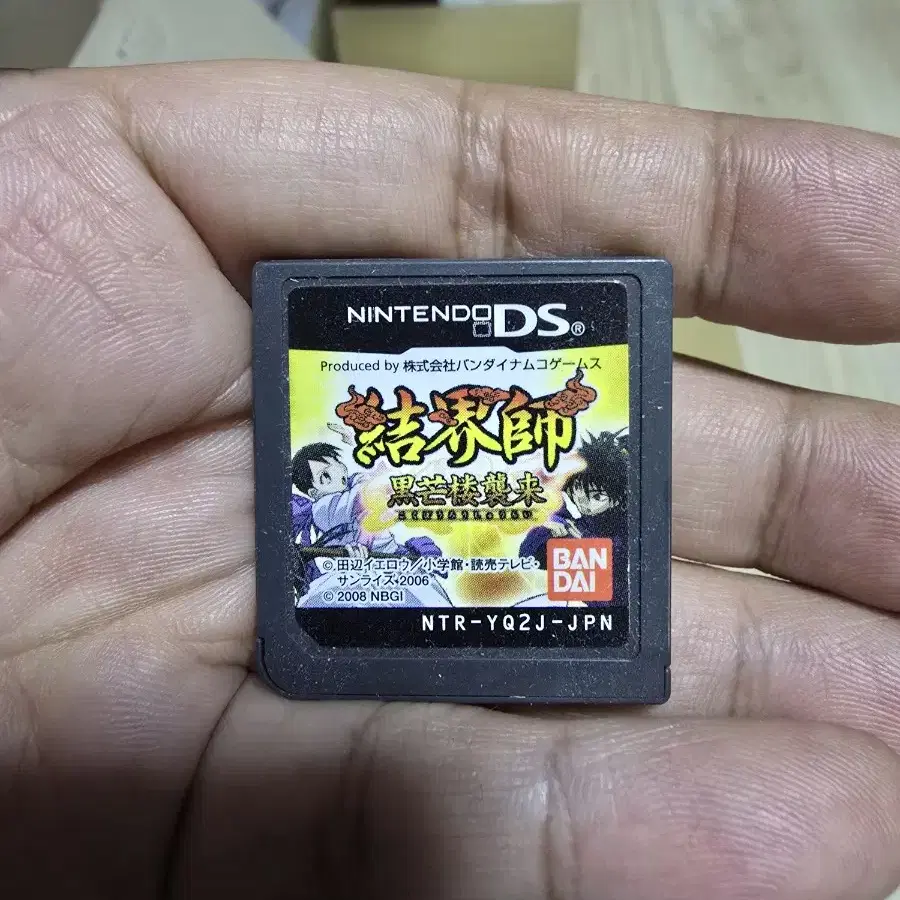 NINTENDO DS®
Produced by 株式会社バンダイナムコゲームス
結界師
黒芒楼襲来
©田辺イエロウ/小学館・読売テレビ・
サンライズ 2006
© 2008 NBGI
BAN
DAI
NTR-YQ2J-JPN